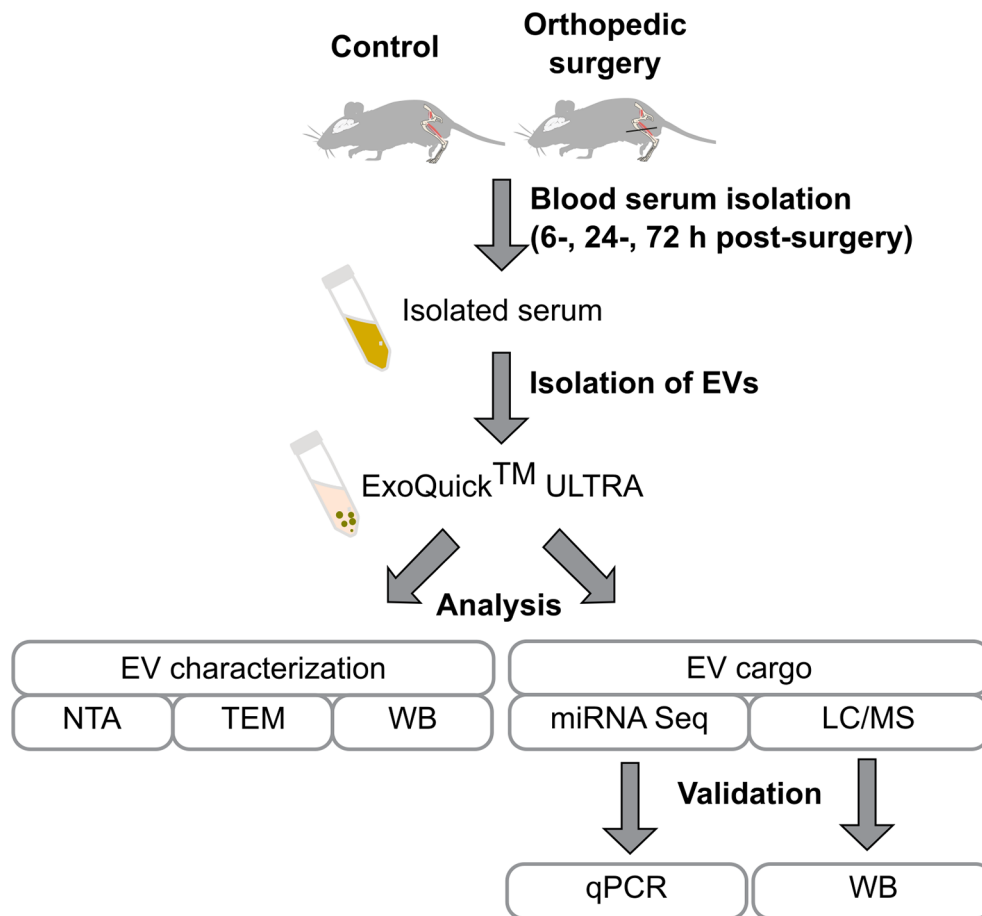 Control
Orthopedic
surgery
Blood serum isolation
(6-, 24-, 72 h post-surgery)
Isolated serum
Isolation of EVs
ExoQuick™ ULTRA
Analysis
EV characterization
NTA TEM WB
EV cargo
miRNA Seq LC/MS
Validation
qPCR WB